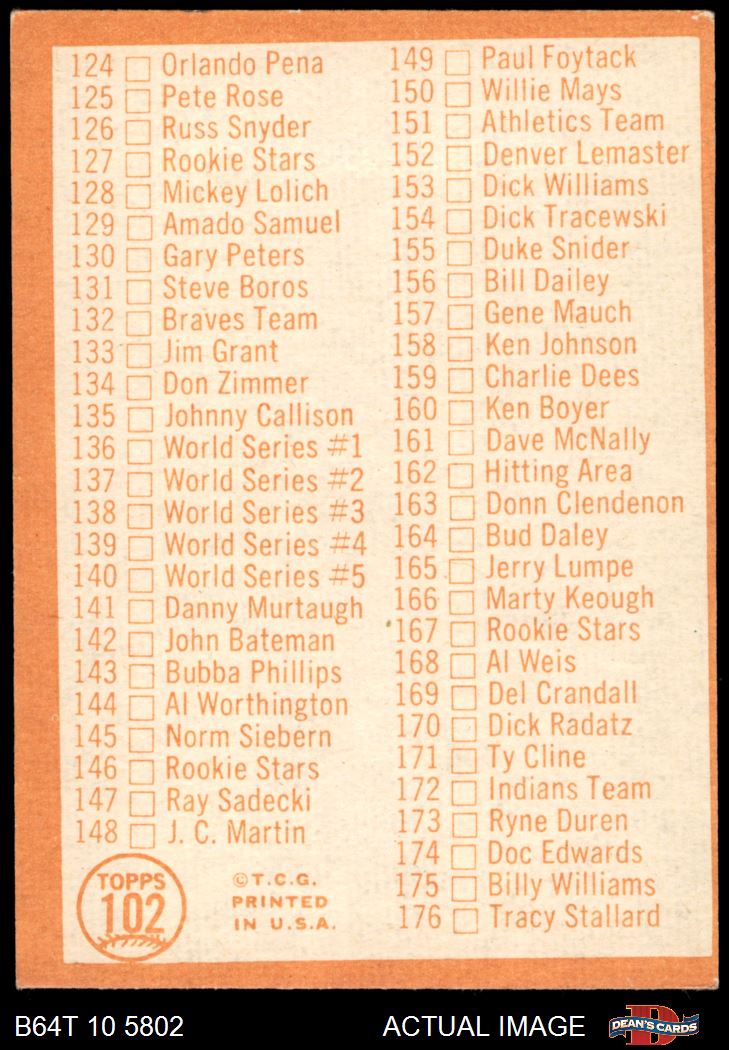 124 Orlando Pena
125 Pete Rose
126 Russ Snyder
127 Rookie Stars
128 Mickey Lolich
129 Amado Samuel
130 Gary Peters
131 Steve Boros
132 Braves Team
133 Jim Grant
134 Don Zimmer
135 Johnny Callison
136 World Series #1
137 World Series #2
138 World Series #3
139 World Series #4
140 World Series #5
141 Danny Murtaugh
142 John Bateman
143 Bubba Phillips
144 Al Worthington
145 Norm Siebern
146 Rookie Stars
147 Ray Sadecki
148 J. C. Martin
149 Paul Foytack
150 Willie Mays
151 Athletics Team
152 Denver Lemaster
153 Dick Williams
154 Dick Tracewski
155 Duke Snider
156 Bill Dailey
157 Gene Mauch
158 Ken Johnson
159 Charlie Dees
160 Ken Boyer
161 Dave McNally
162 Hitting Area
163 Donn Clendenon
164 Bud Daley
165 Jerry Lumpe
166 Marty Keough
167 Rookie Stars
168 Al Weis
169 Del Crandall
170 Dick Radatz
171 Ty Cline
172 Indians Team
173 Ryne Duren
174 Doc Edwards
175 Billy Williams
176 Tracy Stallard
TOPPS
102
©T.C.G.
PRINTED
IN U.S.A.
B64T 10 5802
ACTUAL IMAGE
DEAN'S CARDS